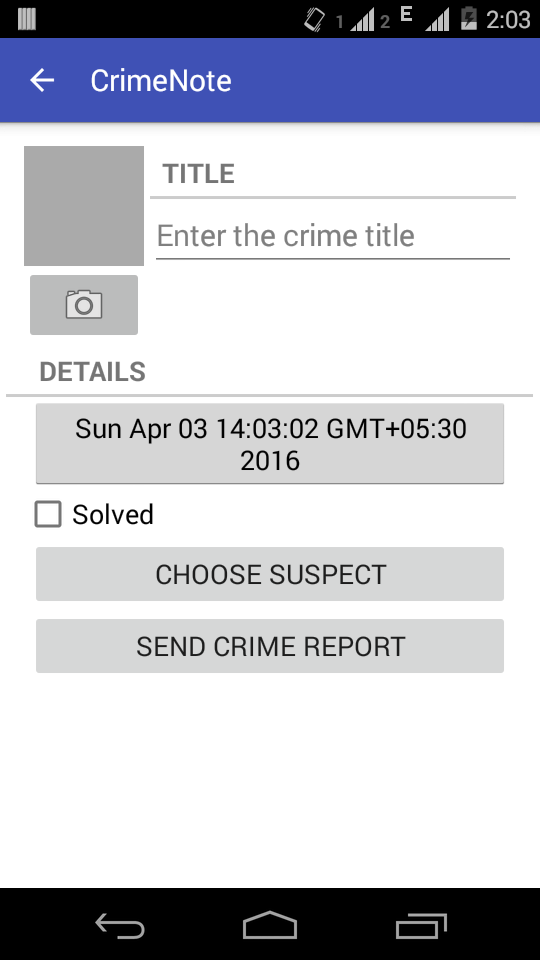 1 2 E 2:03
CrimeNote
TITLE
Enter the crime title
DETAILS
Sun Apr 03 14:03:02 GMT+05:30
2016
Solved
CHOOSE SUSPECT
SEND CRIME REPORT